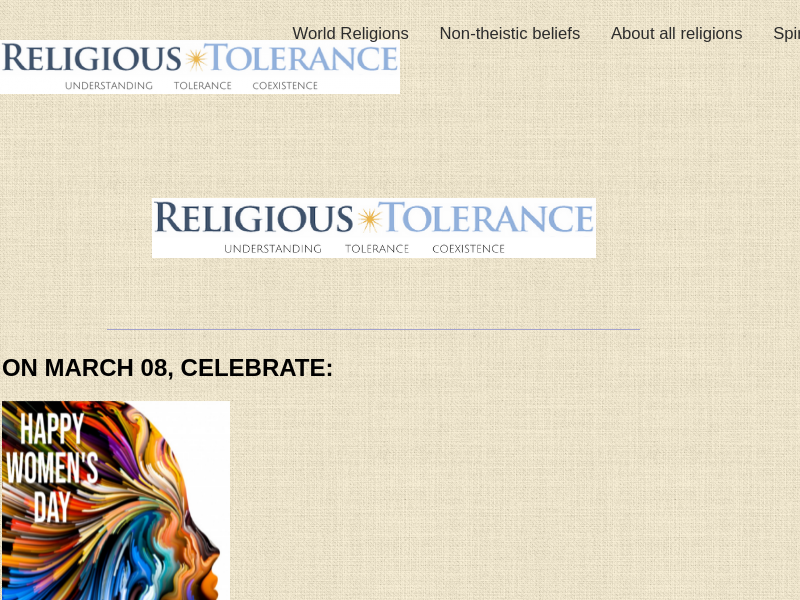 World Religions Non-theistic beliefs About all religions
RELIGIOUS TOLERANCE
UNDERSTANDING TOLERANCE COEXISTENCE
RELIGIOUS TOLERANCE
UNDERSTANDING TOLERANCE COEXISTENCE
ON MARCH 08, CELEBRATE:
HAPPY
WOMEN'S
DAY